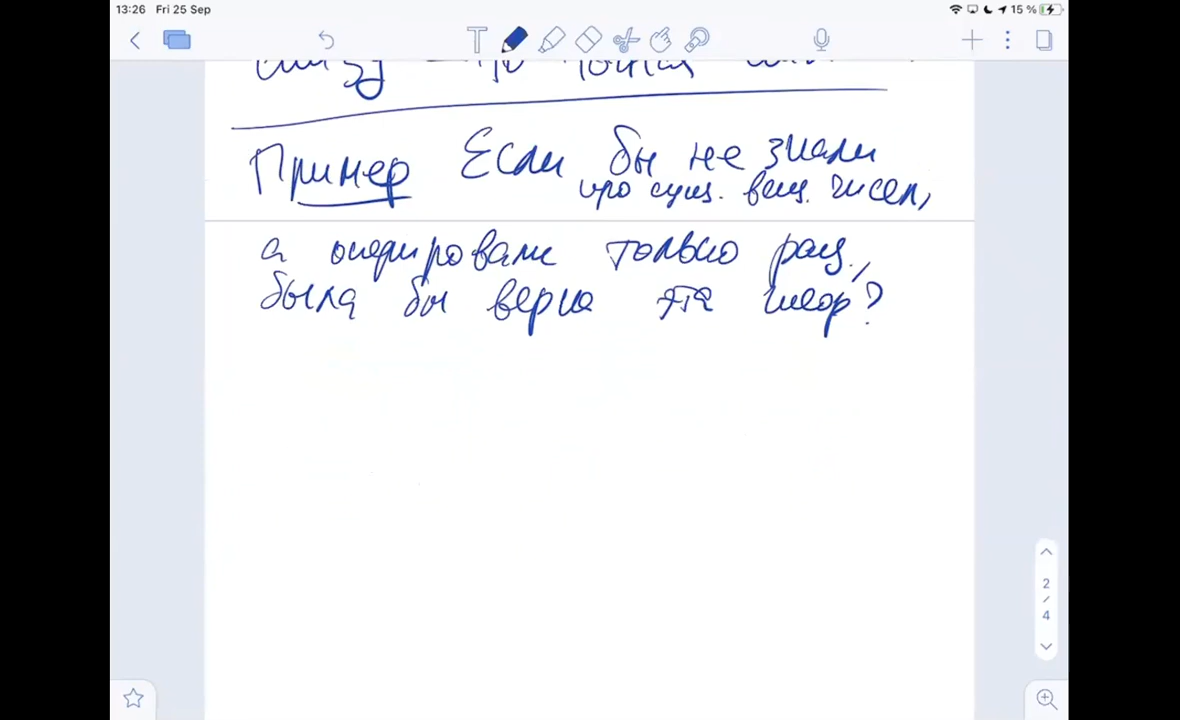 13:26 Fri 25 Sep
15 %
T
снизу
Пример Если бы не знали
про сущ. вещ. чисел,
а оперировали только рац.,
была бы верна эта теор?
2
/
4